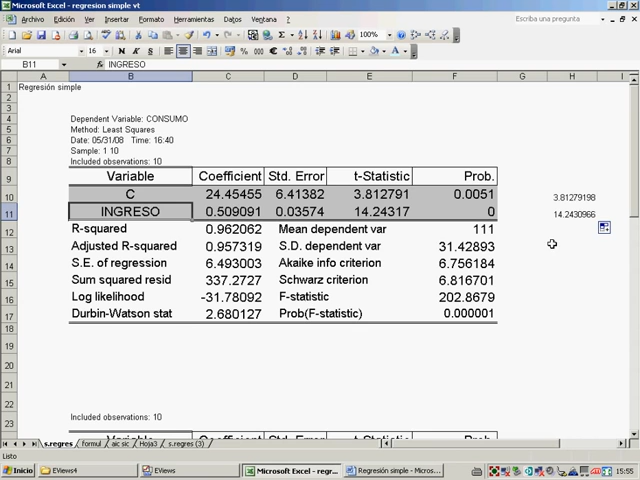 Microsoft Excel - regresion simple vt
Archivo Edición Ver Insertar Formato Herramientas Datos Ventana ? Escriba una pregunta
100%
Arial 16 N K S
B11 INGRESO
A B C D E F G H I
1 Regresión simple
2
3
4 Dependent Variable: CONSUMO
5 Method: Least Squares
6 Date: 05/31/08 Time: 16:40
7 Sample: 1 10
8 Included observations: 10
9 Variable Coefficient Std. Error t-Statistic Prob.
10 C 24.45455 6.41382 3.812791 0.0051 3.81279198
11 INGRESO 0.509091 0.03574 14.24317 0 14.2430966
12 R-squared 0.962062 Mean dependent var 111
13 Adjusted R-squared 0.957319 S.D. dependent var 31.42893
14 S.E. of regression 6.493003 Akaike info criterion 6.756184
15 Sum squared resid 337.2727 Schwarz criterion 6.816701
16 Log likelihood -31.78092 F-statistic 202.8679
17 Durbin-Watson stat 2.680127 Prob(F-statistic) 0.000001
18
19
20
21
22 Included observations: 10
23 Variable Coefficient Std. Error t-Statistic Prob.
s.regres formul aic sic Hoja3 s.regres (3)
Listo
Inicio EViews4 EViews Microsoft Excel - regr... Regresión simple - Micros... 15:55